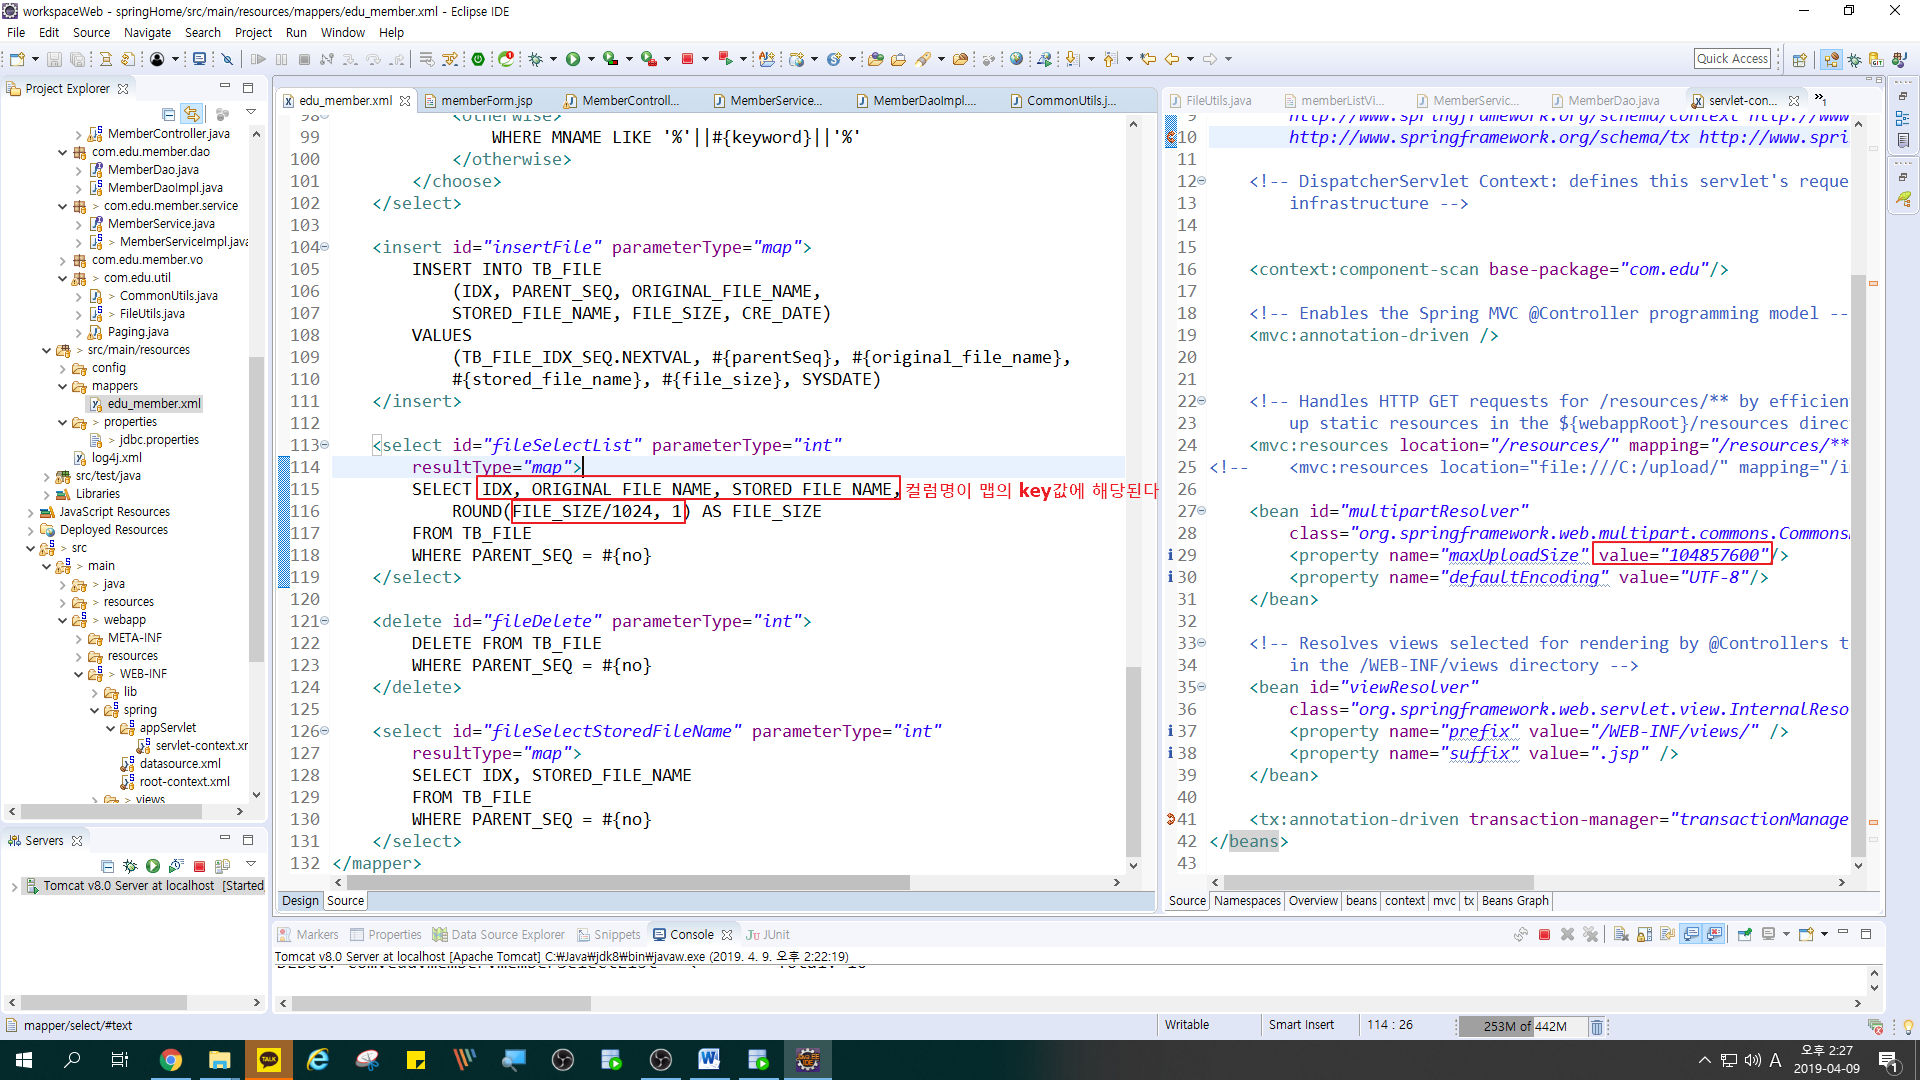 workspaceWeb - springHome/src/main/resources/mappers/edu_member.xml - Eclipse IDE
File Edit Source Navigate Search Project Run Window Help
Quick Access
Project Explorer
MemberController.java
com.edu.member.dao
MemberDao.java
MemberDaoImpl.java
> com.edu.member.service
MemberService.java
> MemberServiceImpl.java
com.edu.member.vo
> com.edu.util
> CommonUtils.java
> FileUtils.java
Paging.java
> src/main/resources
config
mappers
edu_member.xml
properties
> jdbc.properties
log4j.xml
src/test/java
Libraries
JavaScript Resources
Deployed Resources
> src
> main
> java
> resources
webapp
META-INF
resources
> WEB-INF
lib
spring
appServlet
servlet-context.xr
datasource.xml
root-context.xml
> views
Servers
Tomcat v8.0 Server at localhost [Started
edu_member.xml memberForm.jsp MemberControll... MemberService... MemberDaoImpl.... CommonUtils.j...
98 <otherwise>
99 WHERE MNAME LIKE '%'||#{keyword}||'%'
100 </otherwise>
101 </choose>
102 </select>
103
104 <insert id="insertFile" parameterType="map">
105 INSERT INTO TB_FILE
106 (IDX, PARENT_SEQ, ORIGINAL_FILE_NAME,
107 STORED_FILE_NAME, FILE_SIZE, CRE_DATE)
108 VALUES
109 (TB_FILE_IDX_SEQ.NEXTVAL, #{parentSeq}, #{original_file_name},
110 #{stored_file_name}, #{file_size}, SYSDATE)
111 </insert>
112
113 <select id="fileSelectList" parameterType="int"
114 resultType="map">
115 SELECT IDX, ORIGINAL_FILE_NAME, STORED_FILE_NAME, 컬럼명이 맵의 key값에 해당된다
116 ROUND(FILE_SIZE/1024, 1) AS FILE_SIZE
117 FROM TB_FILE
118 WHERE PARENT_SEQ = #{no}
119 </select>
120
121 <delete id="fileDelete" parameterType="int">
122 DELETE FROM TB_FILE
123 WHERE PARENT_SEQ = #{no}
124 </delete>
125
126 <select id="fileSelectStoredFileName" parameterType="int"
127 resultType="map">
128 SELECT IDX, STORED_FILE_NAME
129 FROM TB_FILE
130 WHERE PARENT_SEQ = #{no}
131 </select>
132 </mapper>
Design Source
FileUtils.java memberListVi... MemberServic... MemberDao.java servlet-con... »1
9 http://www.springframework.org/schema/context http://www
10 http://www.springframework.org/schema/tx http://www.spri
11
12 <!-- DispatcherServlet Context: defines this servlet's reque
13 infrastructure -->
14
15
16 <context:component-scan base-package="com.edu"/>
17
18 <!-- Enables the Spring MVC @Controller programming model --
19 <mvc:annotation-driven />
20
21
22 <!-- Handles HTTP GET requests for /resources/** by efficien
23 up static resources in the ${webappRoot}/resources direc
24 <mvc:resources location="/resources/" mapping="/resources/**
25 <!-- <mvc:resources location="file:///C:/upload/" mapping="/i
26
27 <bean id="multipartResolver"
28 class="org.springframework.web.multipart.commons.Commons
29 <property name="maxUploadSize" value="104857600"/>
30 <property name="defaultEncoding" value="UTF-8"/>
31 </bean>
32
33 <!-- Resolves views selected for rendering by @Controllers t
34 in the /WEB-INF/views directory -->
35 <bean id="viewResolver"
36 class="org.springframework.web.servlet.view.InternalReso
37 <property name="prefix" value="/WEB-INF/views/" />
38 <property name="suffix" value=".jsp" />
39 </bean>
40
41 <tx:annotation-driven transaction-manager="transactionManage
42 </beans>
43
Source Namespaces Overview beans context mvc tx Beans Graph
Markers Properties Data Source Explorer Snippets Console JUnit
Tomcat v8.0 Server at localhost [Apache Tomcat] C:₩Java₩jdk8₩bin₩javaw.exe (2019. 4. 9. 오후 2:22:19)
mapper/select/#text
Writable Smart Insert 114 : 26 253M of 442M
TALK
A 오후 2:27
2019-04-09
1